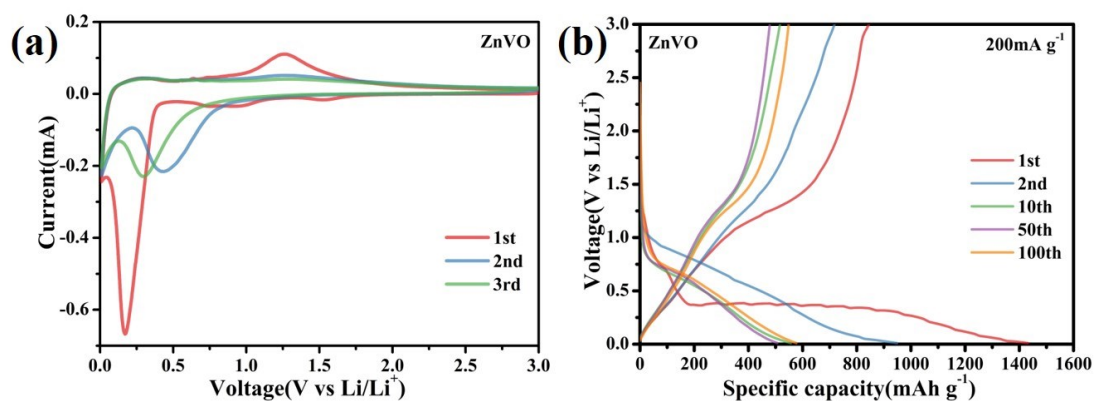 (a)
ZnVO
0.2
0.0
-0.2
-0.4
-0.6
Current(mA)
1st
2nd
3rd
0.0 0.5 1.0 1.5 2.0 2.5 3.0
Voltage(V vs Li/Li⁺)
(b)
ZnVO
200mA g⁻¹
3.0
2.5
2.0
1.5
1.0
0.5
0.0
Voltage(V vs Li/Li⁺)
1st
2nd
10th
50th
100th
0 200 400 600 800 1000 1200 1400 1600
Specific capacity(mAh g⁻¹)